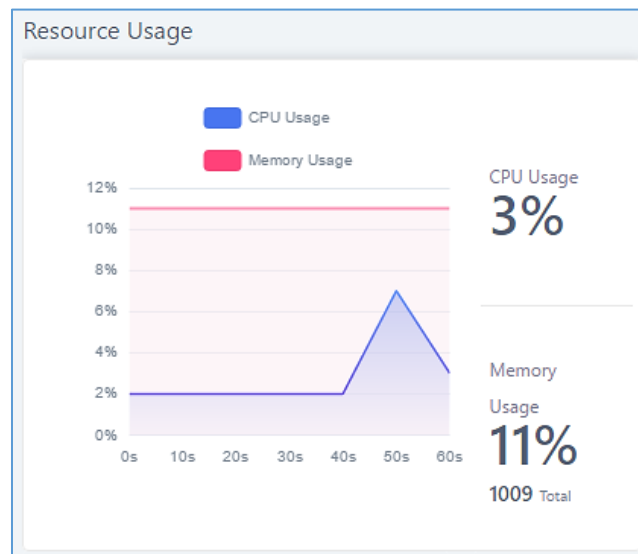 Resource Usage
CPU Usage
Memory Usage
12%
10%
8%
6%
4%
2%
0%
0s 10s 20s 30s 40s 50s 60s
CPU Usage
3%
Memory
Usage
11%
1009 Total